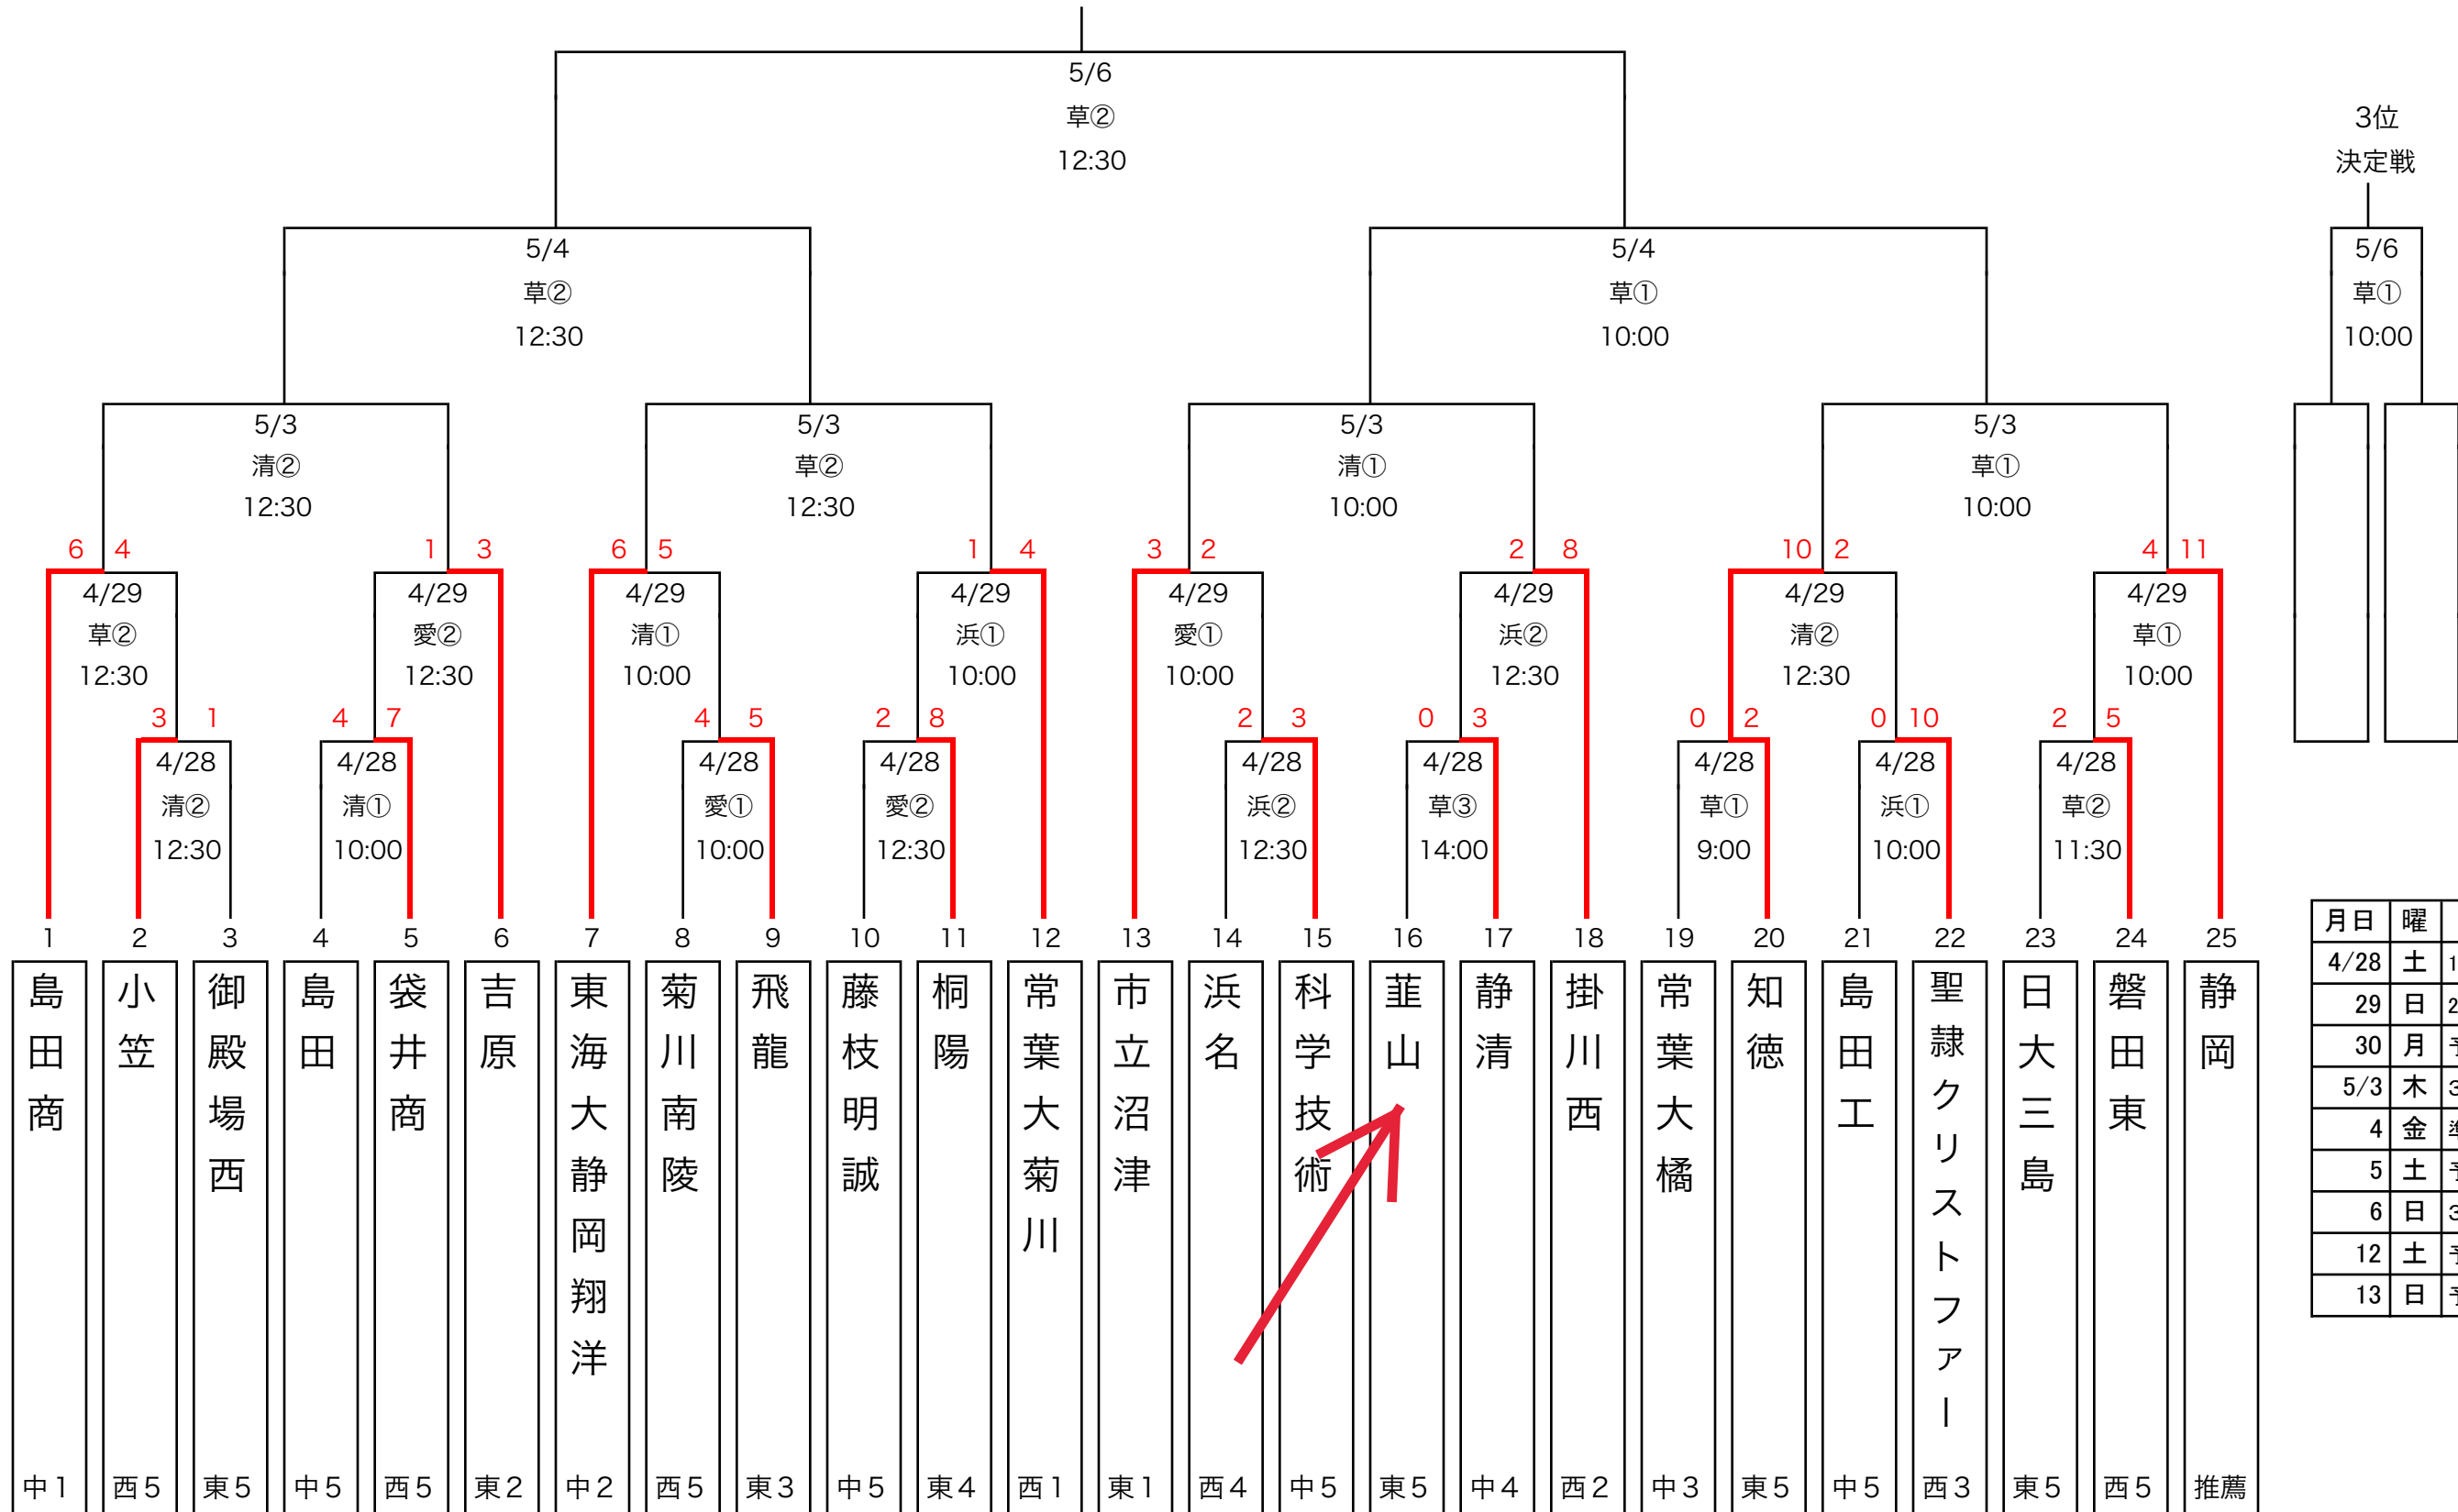 5/6
草②
12:30
3位
決定戦
5/4
草②
12:30
5/4
草①
10:00
5/6
草①
10:00
5/3
清②
12:30
5/3
草②
12:30
5/3
清①
10:00
5/3
草①
10:00
6 4
1 3
6 5
1 4
3 2
2 8
10 2
4 11
4/29
草②
12:30
4/29
愛②
12:30
4/29
清①
10:00
4/29
浜①
10:00
4/29
愛①
10:00
4/29
浜②
12:30
4/29
清②
12:30
4/29
草①
10:00
3 1
4 7
4 5
2 8
2 3
0 3
0 2
0 10
2 5
4/28
清②
12:30
4/28
清①
10:00
4/28
愛①
10:00
4/28
愛②
12:30
4/28
浜②
12:30
4/28
草③
14:00
4/28
草①
9:00
4/28
浜①
10:00
4/28
草②
11:30
1 2 3 4 5 6 7 8 9 10 11 12 13 14 15 16 17 18 19 20 21 22 23 24 25
島田商
小笠
御殿場西
島田
袋井商
吉原
東海大静岡翔洋
菊川南陵
飛龍
藤枝明誠
桐陽
常葉大菊川
市立沼津
浜名
科学技術
韮山
静清
掛川西
常葉大橘
知徳
島田工
聖隷クリストファー
日大三島
磐田東
静岡
中1 西5 東5 中5 西5 東2 中2 西5 東3 中5 東4 西1 東1 西4 中5 東5 中4 西2 中3 東5 中5 西3 東5 西5 推薦
月日 曜
4/28 土 1
29 日 2
30 月
5/3 木 3
4 金
5 土
6 日 3
12 土
13 日